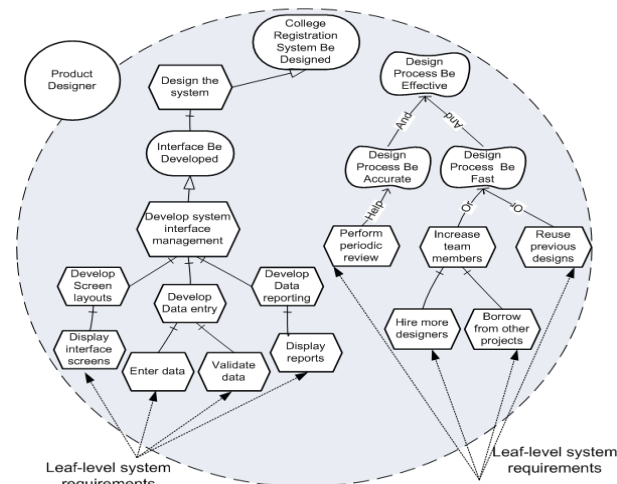 College
Registration
System Be
Designed
Product
Designer
Design the
system
Design
Process Be
Effective
And
And
Interface Be
Developed
Design
Process Be
Accurate
Design
Process Be
Fast
Help
Or
Or
Develop system
interface
management
Perform
periodic
review
Increase
team
members
Reuse
previous
designs
Develop
Screen
layouts
Develop
Data entry
Develop
Data
reporting
Display
interface
screens
Enter data
Validate
data
Display
reports
Hire more
designers
Borrow
from other
projects
Leaf-level system
requirements
Leaf-level system
requirements